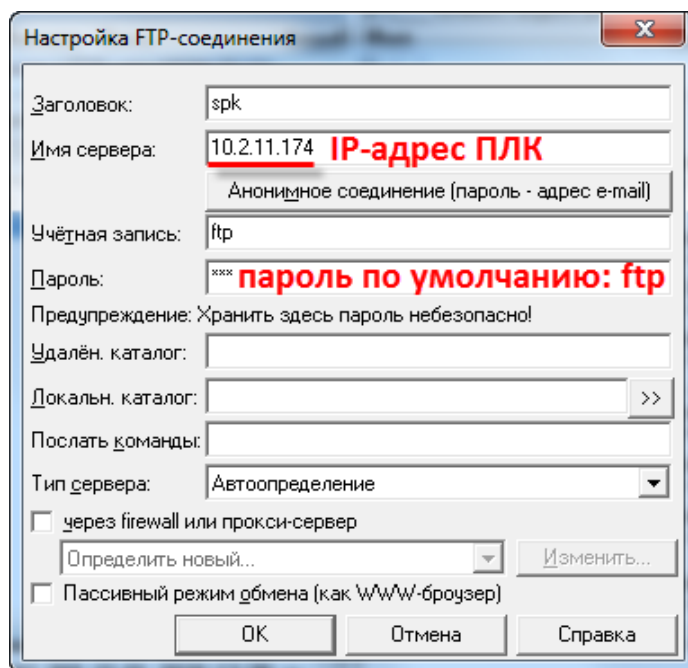 Настройка FTP-соединения
Заголовок: spk
Имя сервера: 10.2.11.174 IP-адрес ПЛК
Анонимное соединение (пароль - адрес e-mail)
Учётная запись: ftp
Пароль: *** пароль по умолчанию: ftp
Предупреждение: Хранить здесь пароль небезопасно!
Удалён. каталог:
Локальн. каталог: >>
Послать команды:
Тип сервера: Автоопределение
через firewall или прокси-сервер
Определить новый... Изменить...
Пассивный режим обмена (как WWW-броузер)
OK Отмена Справка